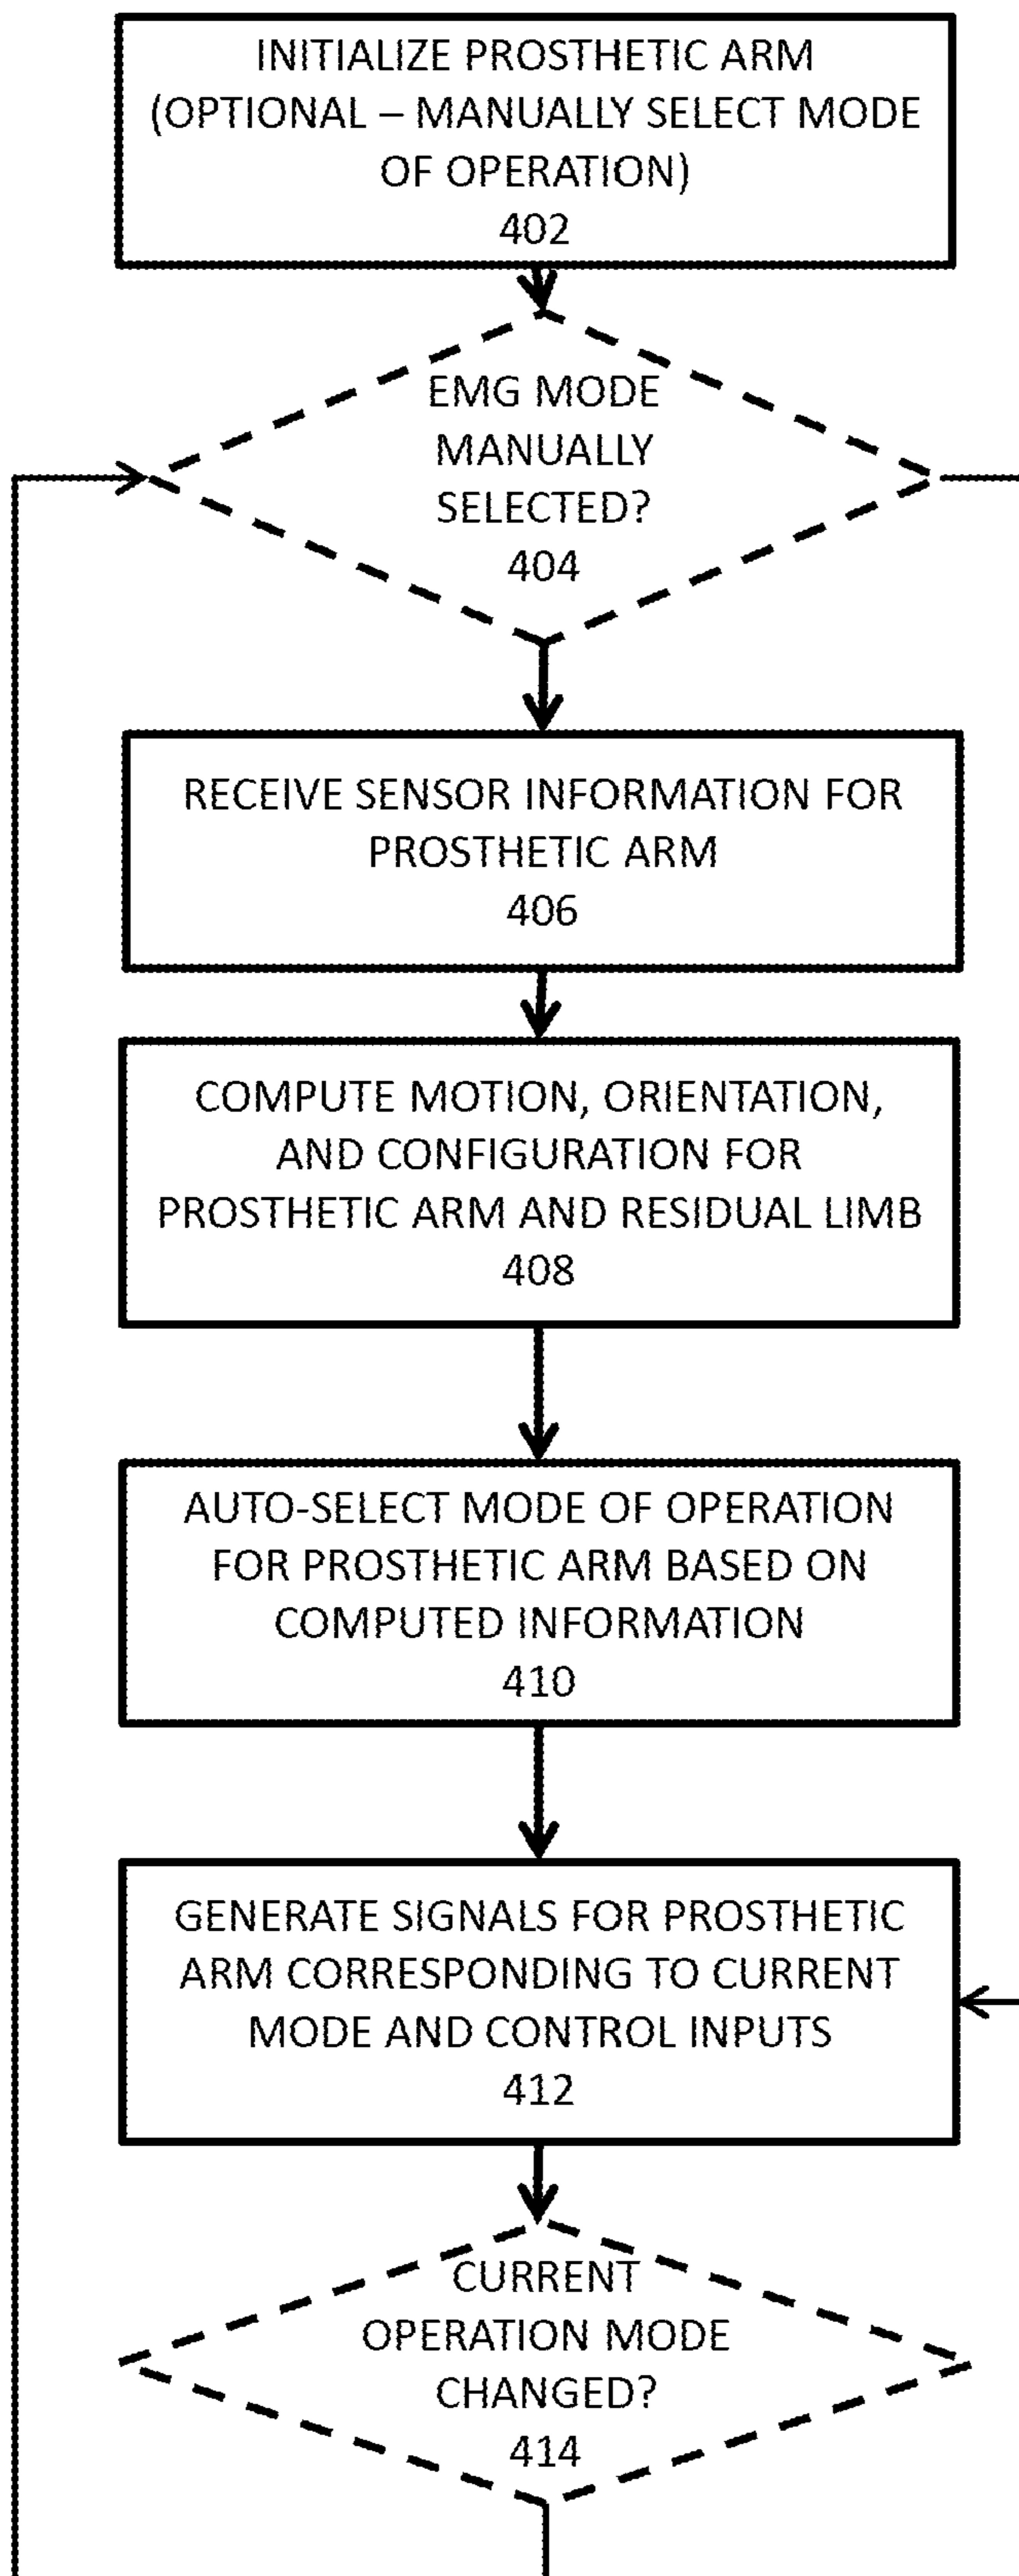 INITIALIZE PROSTHETIC ARM
(OPTIONAL – MANUALLY SELECT MODE
OF OPERATION)
402
EMG MODE
MANUALLY
SELECTED?
404
RECEIVE SENSOR INFORMATION FOR
PROSTHETIC ARM
406
COMPUTE MOTION, ORIENTATION,
AND CONFIGURATION FOR
PROSTHETIC ARM AND RESIDUAL LIMB
408
AUTO-SELECT MODE OF OPERATION
FOR PROSTHETIC ARM BASED ON
COMPUTED INFORMATION
410
GENERATE SIGNALS FOR PROSTHETIC
ARM CORRESPONDING TO CURRENT
MODE AND CONTROL INPUTS
412
CURRENT
OPERATION MODE
CHANGED?
414